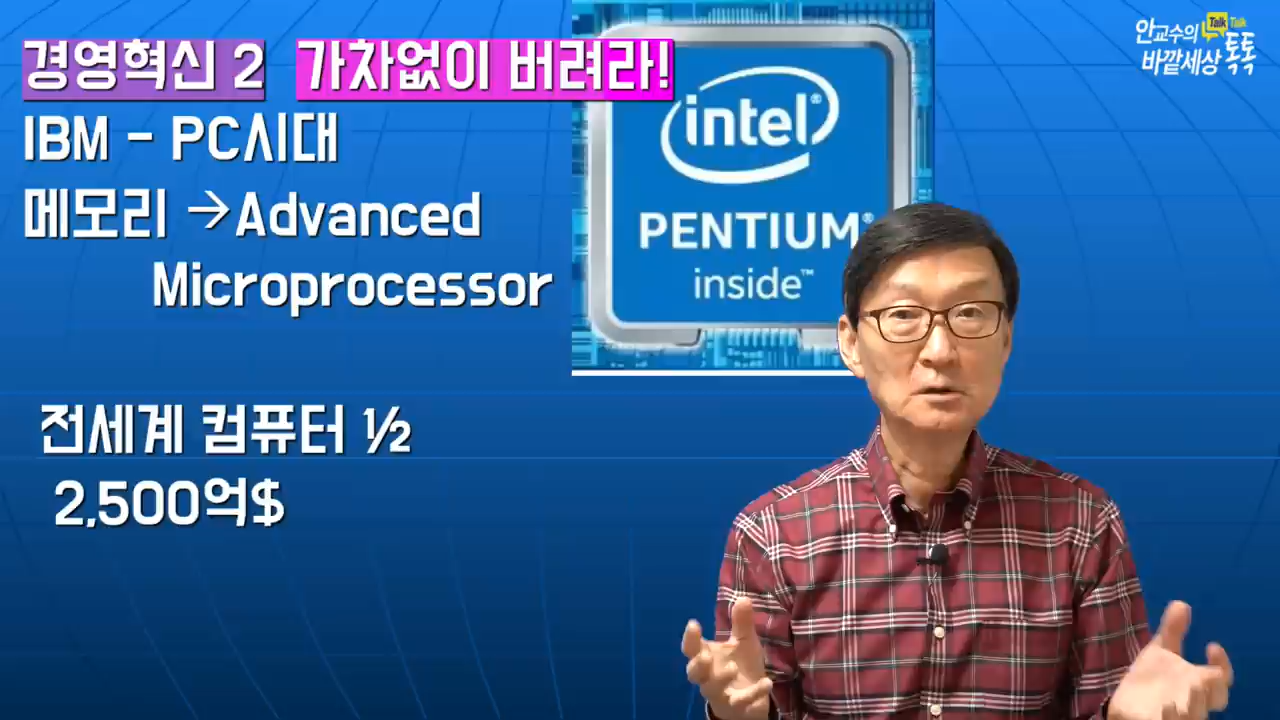 경영혁신 2 가차없이 버려라!
IBM - PC시대
메모리 →Advanced
Microprocessor
전세계 컴퓨터 ½
2,500억$
intel®
PENTIUM®
inside™
안교수의 Talk Talk
바깥세상 톡톡